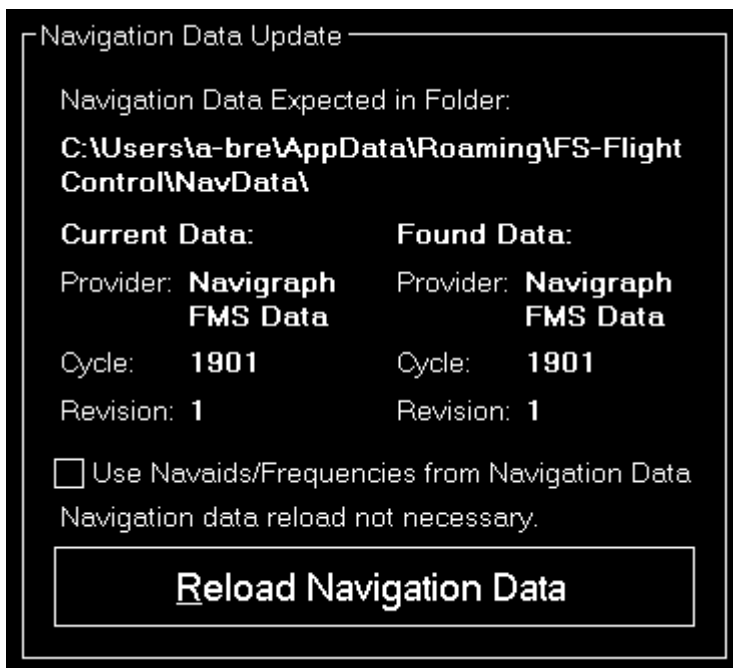 Navigation Data Update
Navigation Data Expected in Folder:
C:\Users\a-bre\AppData\Roaming\FS-Flight
Control\NavData\
Current Data: Found Data:
Provider: Navigraph Provider: Navigraph
FMS Data FMS Data
Cycle: 1901 Cycle: 1901
Revision: 1 Revision: 1
Use Navaids/Frequencies from Navigation Data
Navigation data reload not necessary.
Reload Navigation Data